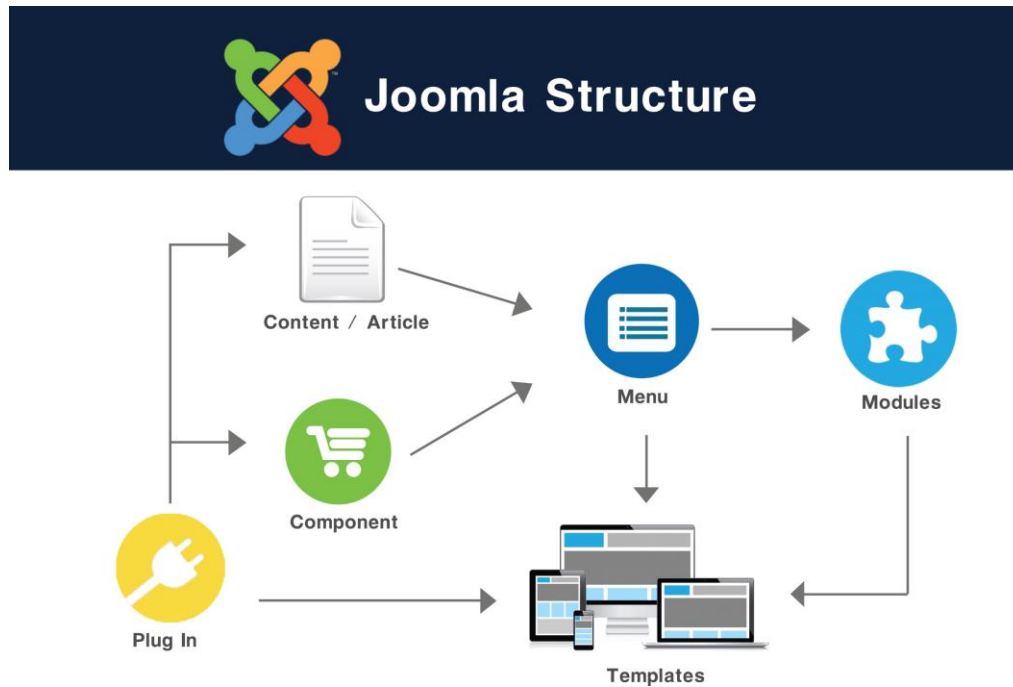 Joomla Structure
Content / Article
Menu
Modules
Component
Plug In
Templates